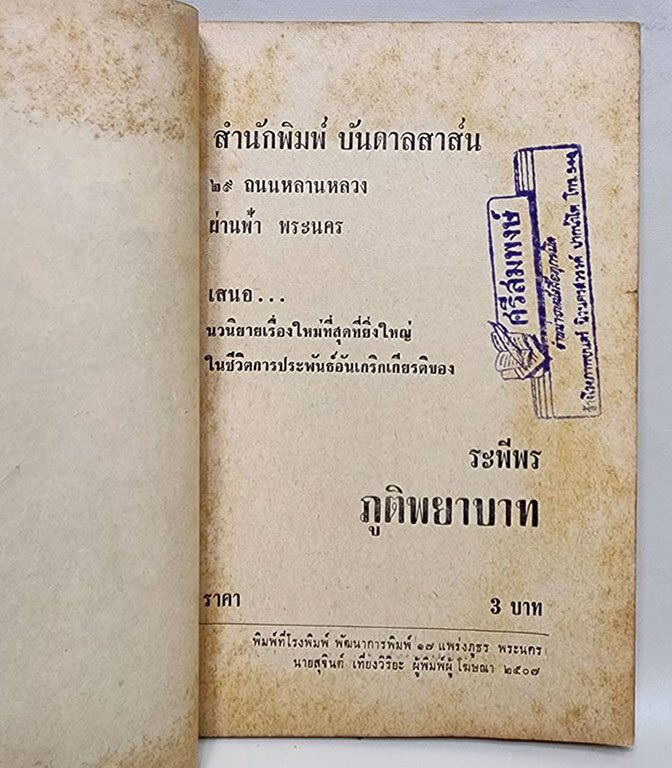 สำนักพิมพ์ บันดาลสาส์น
๒๙ ถนนหลานหลวง
ผ่านฟ้า พระนคร
เสนอ...
นวนิยายเรื่องใหม่ที่สุดที่ยิ่งใหญ่
ในชีวิตการประพันธ์อันเกริกเกียรติของ
ระพีพร
ภูติพยาบาท
ราคา 3 บาท
พิมพ์ที่โรงพิมพ์ พัฒนาการพิมพ์ ๑๗ แพร่งภูธร พระนคร
นายสุจินต์ เที่ยงวิริยะ ผู้พิมพ์ผู้โฆษณา ๒๕๐๗
ศรีสมพงษ์